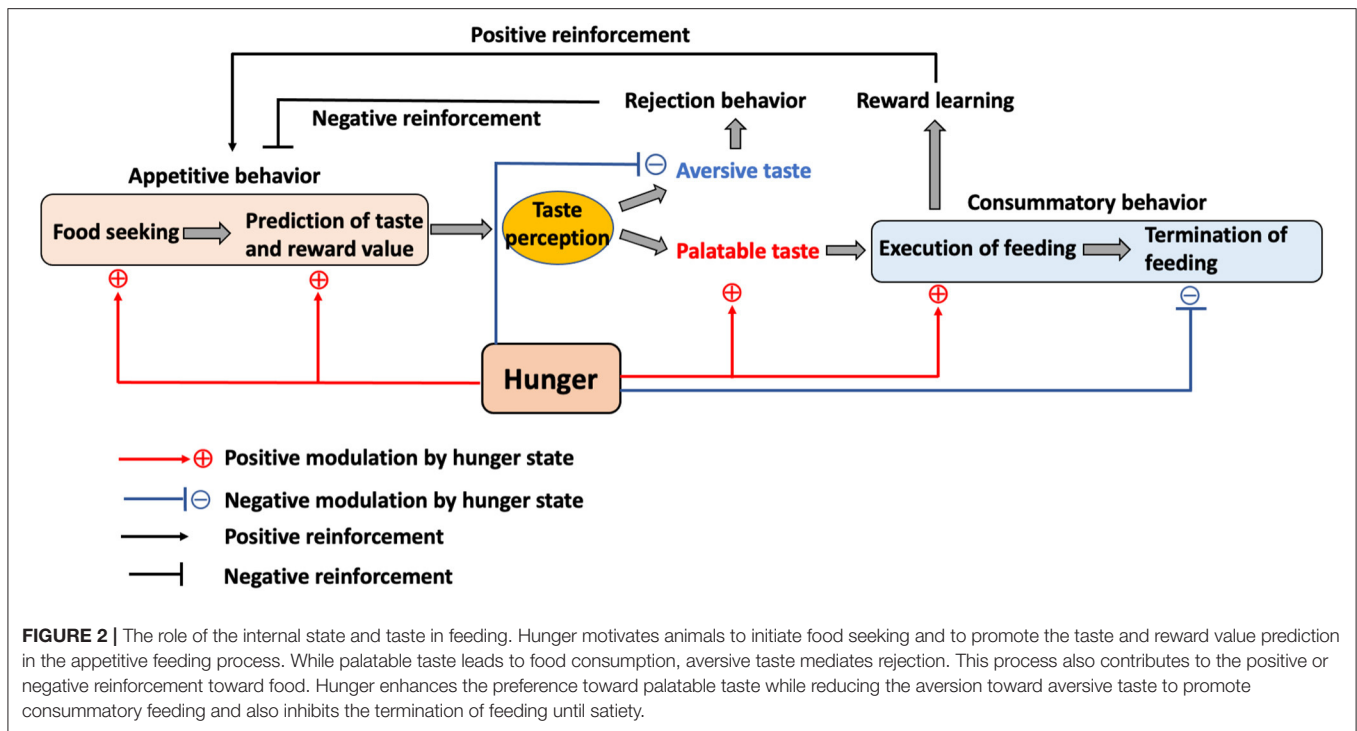 Positive reinforcement
Rejection behavior
Reward learning
Negative reinforcement
Appetitive behavior
⊖ Aversive taste
Consummatory behavior
Food seeking
Prediction of taste
and reward value
Taste
perception
Palatable taste
Execution of feeding
Termination of
feeding
⊕
⊕
⊕
⊕
⊖
Hunger
⊕ Positive modulation by hunger state
⊖ Negative modulation by hunger state
Positive reinforcement
Negative reinforcement
FIGURE 2 | The role of the internal state and taste in feeding. Hunger motivates animals to initiate food seeking and to promote the taste and reward value prediction
in the appetitive feeding process. While palatable taste leads to food consumption, aversive taste mediates rejection. This process also contributes to the positive or
negative reinforcement toward food. Hunger enhances the preference toward palatable taste while reducing the aversion toward aversive taste to promote
consummatory feeding and also inhibits the termination of feeding until satiety.